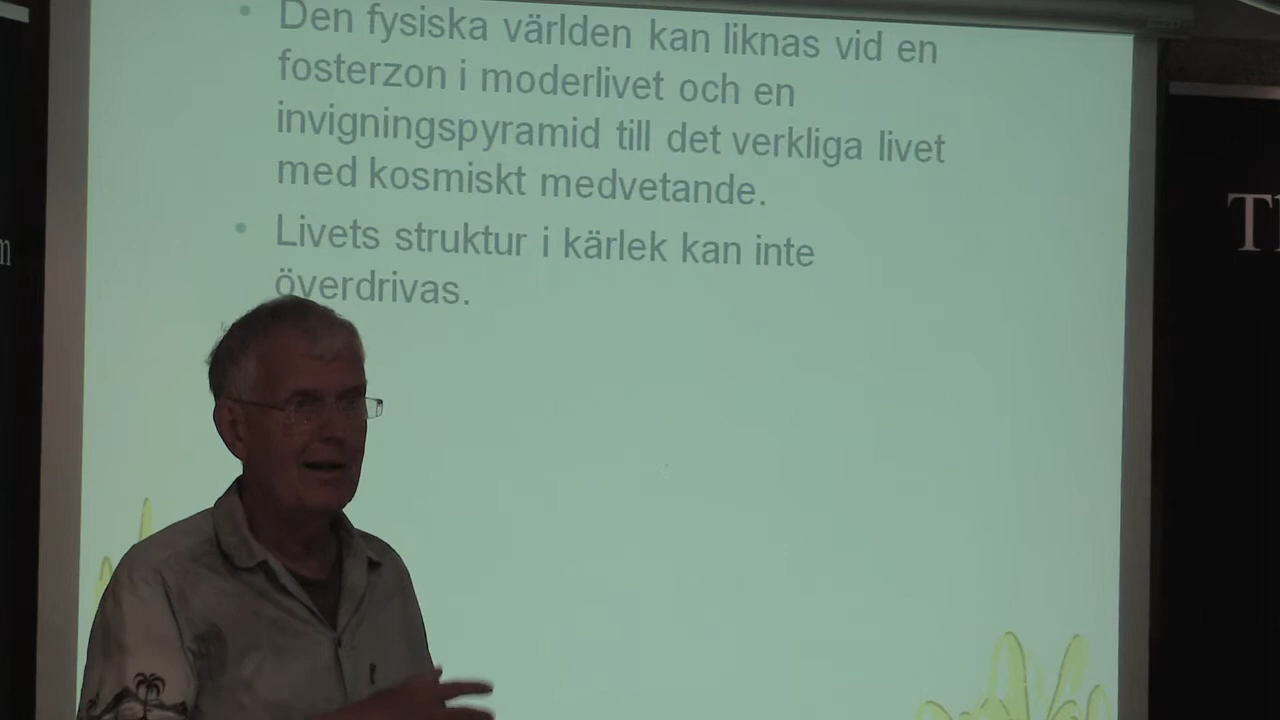 Den fysiska världen kan liknas vid en
fosterzon i moderlivet och en
invigningspyramid till det verkliga livet
med kosmiskt medvetande.
Livets struktur i kärlek kan inte
överdrivas.